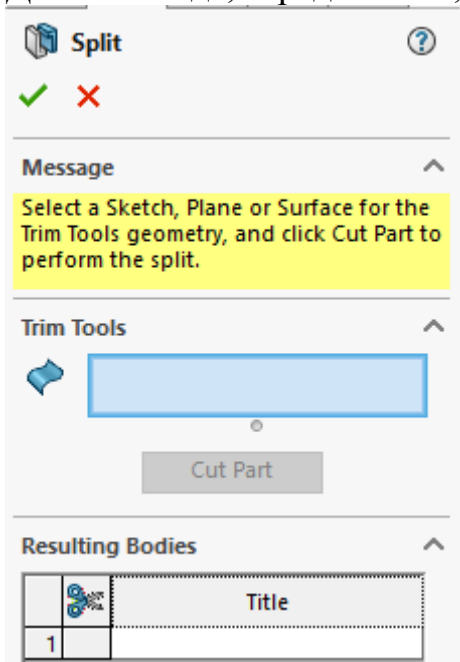 Split
Message
Select a Sketch, Plane or Surface for the
Trim Tools geometry, and click Cut Part to
perform the split.
Trim Tools
Cut Part
Resulting Bodies
Title
1